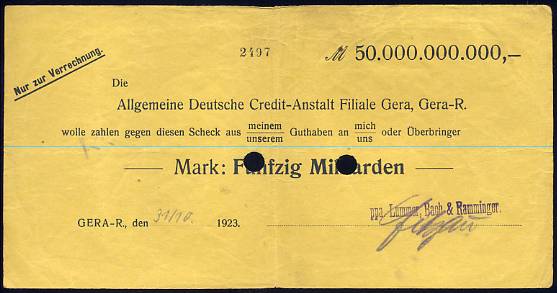 2497
ℳ 50.000.000.000,–
Nur zur Verrechnung.
Die
Allgemeine Deutsche Credit-Anstalt Filiale Gera, Gera-R.
wolle zahlen gegen diesen Scheck aus meinem/unserem Guthaben an mich/uns oder Überbringer
Mark: Fünfzig Milliarden
GERA-R., den 31/10. 1923.
ppa. Lummer, Bach & Ramminger.